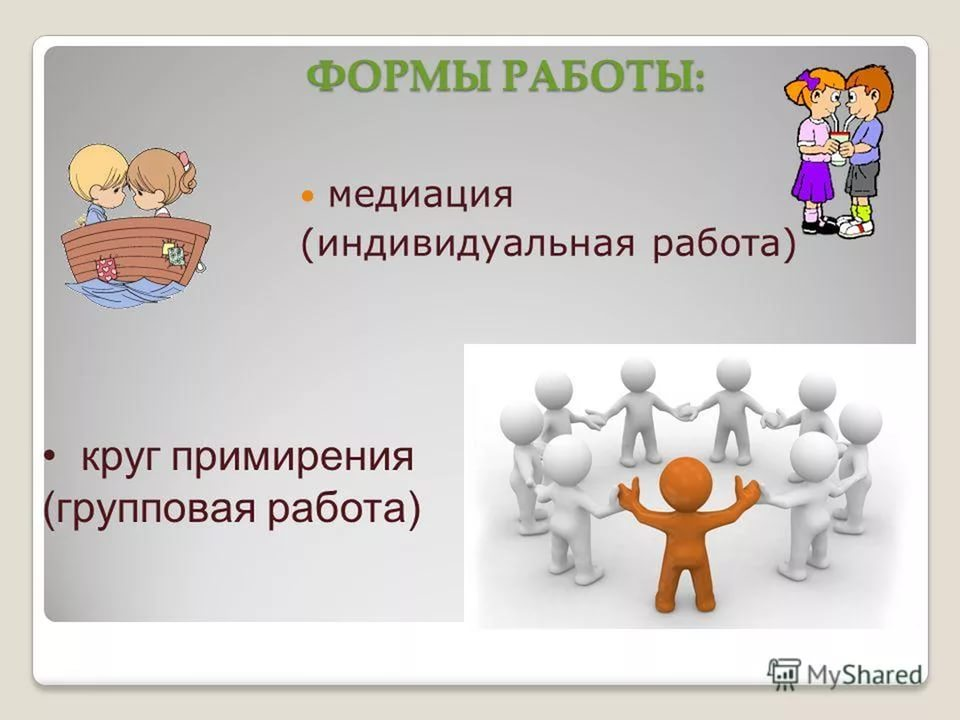 ФОРМЫ РАБОТЫ:
• медиация
(индивидуальная работа)
• круг примирения
(групповая работа)
MyShared